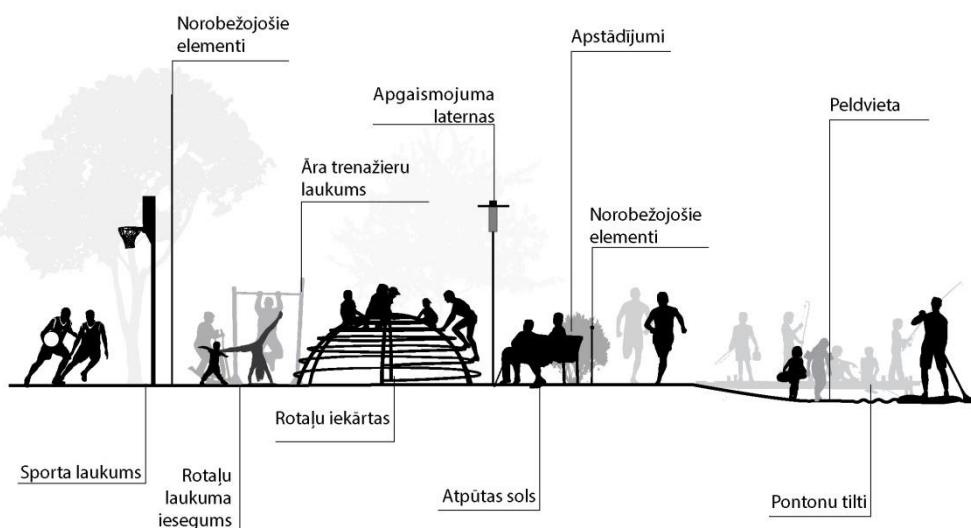 Norobežojošie
elementi
Apstādījumi
Apgaismojuma
laternas
Peldvieta
Āra trenažieru
laukums
Norobežojošie
elementi
Rotaļu iekārtas
Sporta laukums
Rotaļu
laukuma
iesegums
Atpūtas sols
Pontonu tilti